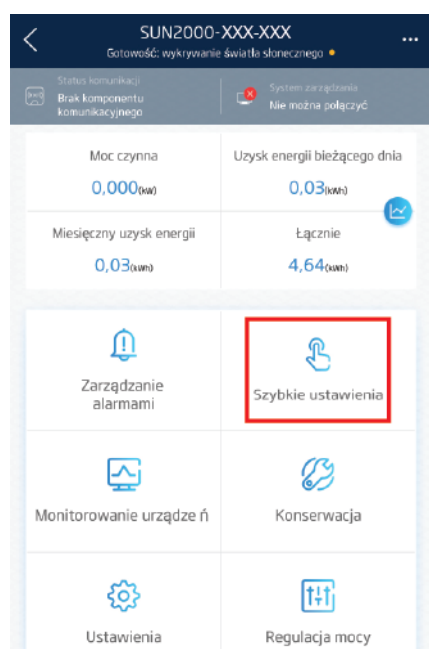 SUN2000-XXX-XXX
Gotowość: wykrywanie światła słonecznego
Status komunikacji
Brak komponentu
komunikacyjnego
System zarządzania
Nie można połączyć
Moc czynna
0,000(kW)
Uzysk energii bieżącego dnia
0,03(kWh)
Miesięczny uzysk energii
0,03(kWh)
Łącznie
4,64(kWh)
Zarządzanie
alarmami
Szybkie ustawienia
Monitorowanie urządze ń
Konserwacja
Ustawienia
Regulacja mocy